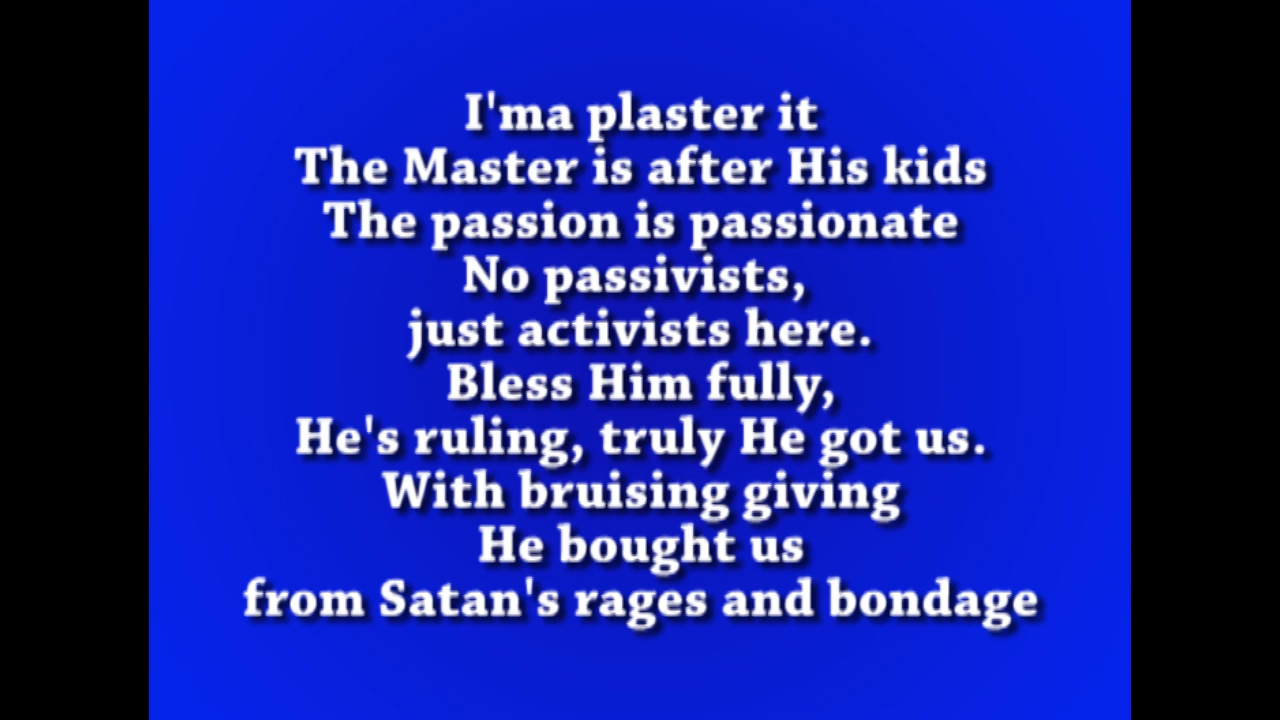 I'ma plaster it
The Master is after His kids
The passion is passionate
No passivists,
just activists here.
Bless Him fully,
He's ruling, truly He got us.
With bruising giving
He bought us
from Satan's rages and bondage